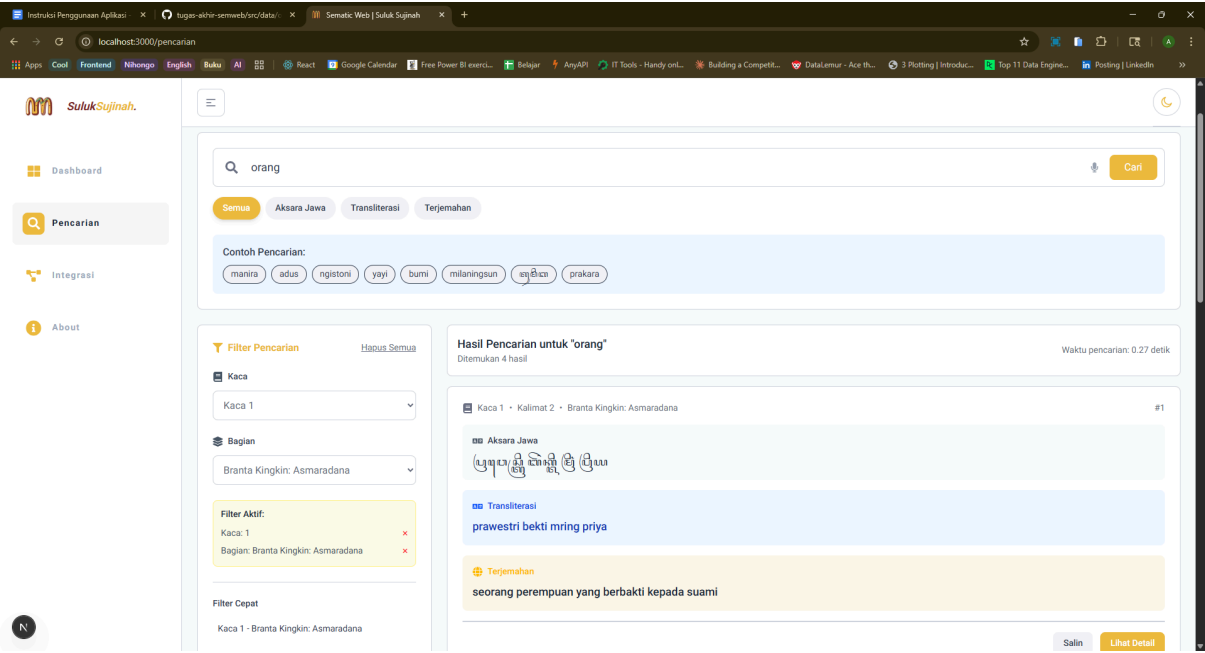 Instruksi Penggunaan Aplikasi -
tugas-akhir-semweb/src/data/
Sematic Web | Suluk Sujinah
localhost:3000/pencarian
Apps Cool Frontend Nihongo English Buku AI React Google Calendar Free Power BI exerci... Belajar AnyAPI IT Tools - Handy onl... Building a Competit... DataLemur - Ace th... 3 Plotting | Introduc... Top 11 Data Engine... Posting | LinkedIn
SulukSujinah.
Dashboard
Pencarian
Integrasi
About
orang
Cari
Semua Aksara Jawa Transliterasi Terjemahan
Contoh Pencarian:
manira adus ngistoni yayi bumi milaningsun prakara
Filter Pencarian Hapus Semua
Kaca
Kaca 1
Bagian
Branta Kingkin: Asmaradana
Filter Aktif:
Kaca: 1 ×
Bagian: Branta Kingkin: Asmaradana ×
Filter Cepat
Kaca 1 - Branta Kingkin: Asmaradana
Hasil Pencarian untuk "orang"
Ditemukan 4 hasil
Waktu pencarian: 0.27 detik
Kaca 1 • Kalimat 2 • Branta Kingkin: Asmaradana #1
Aksara Jawa
ꦥꦿꦮꦺꦱ꧀ꦠꦿꦶꦧꦼꦏ꧀ꦠꦶꦩꦿꦶꦁꦥꦿꦶꦪ
Transliterasi
prawestri bekti mring priya
Terjemahan
seorang perempuan yang berbakti kepada suami
Salin Lihat Detail
N